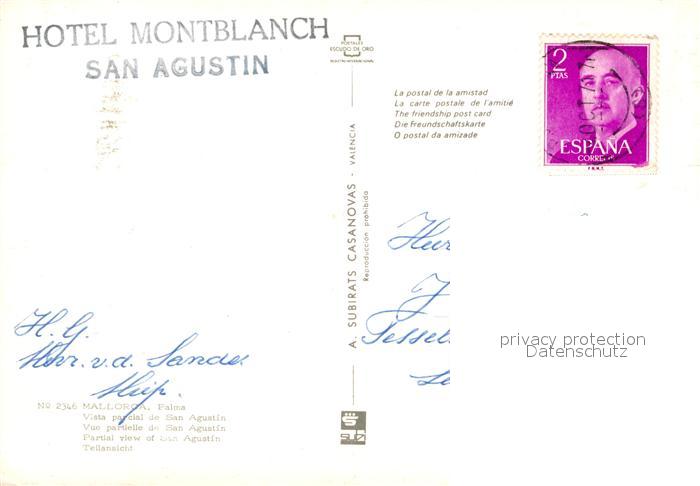 HOTEL MONTBLANCH
SAN AGUSTIN
POSTALES
ESCUDO DE ORO
2
PTAS
ESPAÑA
CORREOS
F.N.M.T.
La postal de la amistad
La carte postale de l'amitié
The friendship post card
Die Freundschaftskarte
O postal da amizade
A. SUBIRATS CASANOVAS - VALENCIA
Reproducción prohibida
H. G.
v.d. Sande
No 2346 MALLORCA, Palma
Vista parcial de San Agustín
Vue partielle de San Agustín
Partial view of San Agustín
Teilansicht
privacy protection
Datenschutz